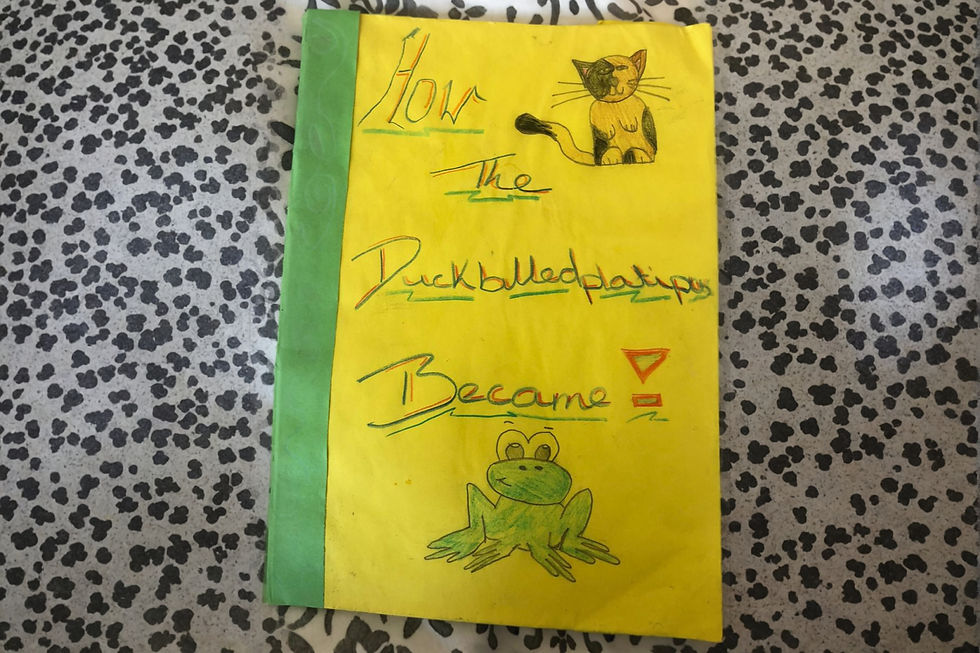 How
The
Duckbilledplatipus
Became!